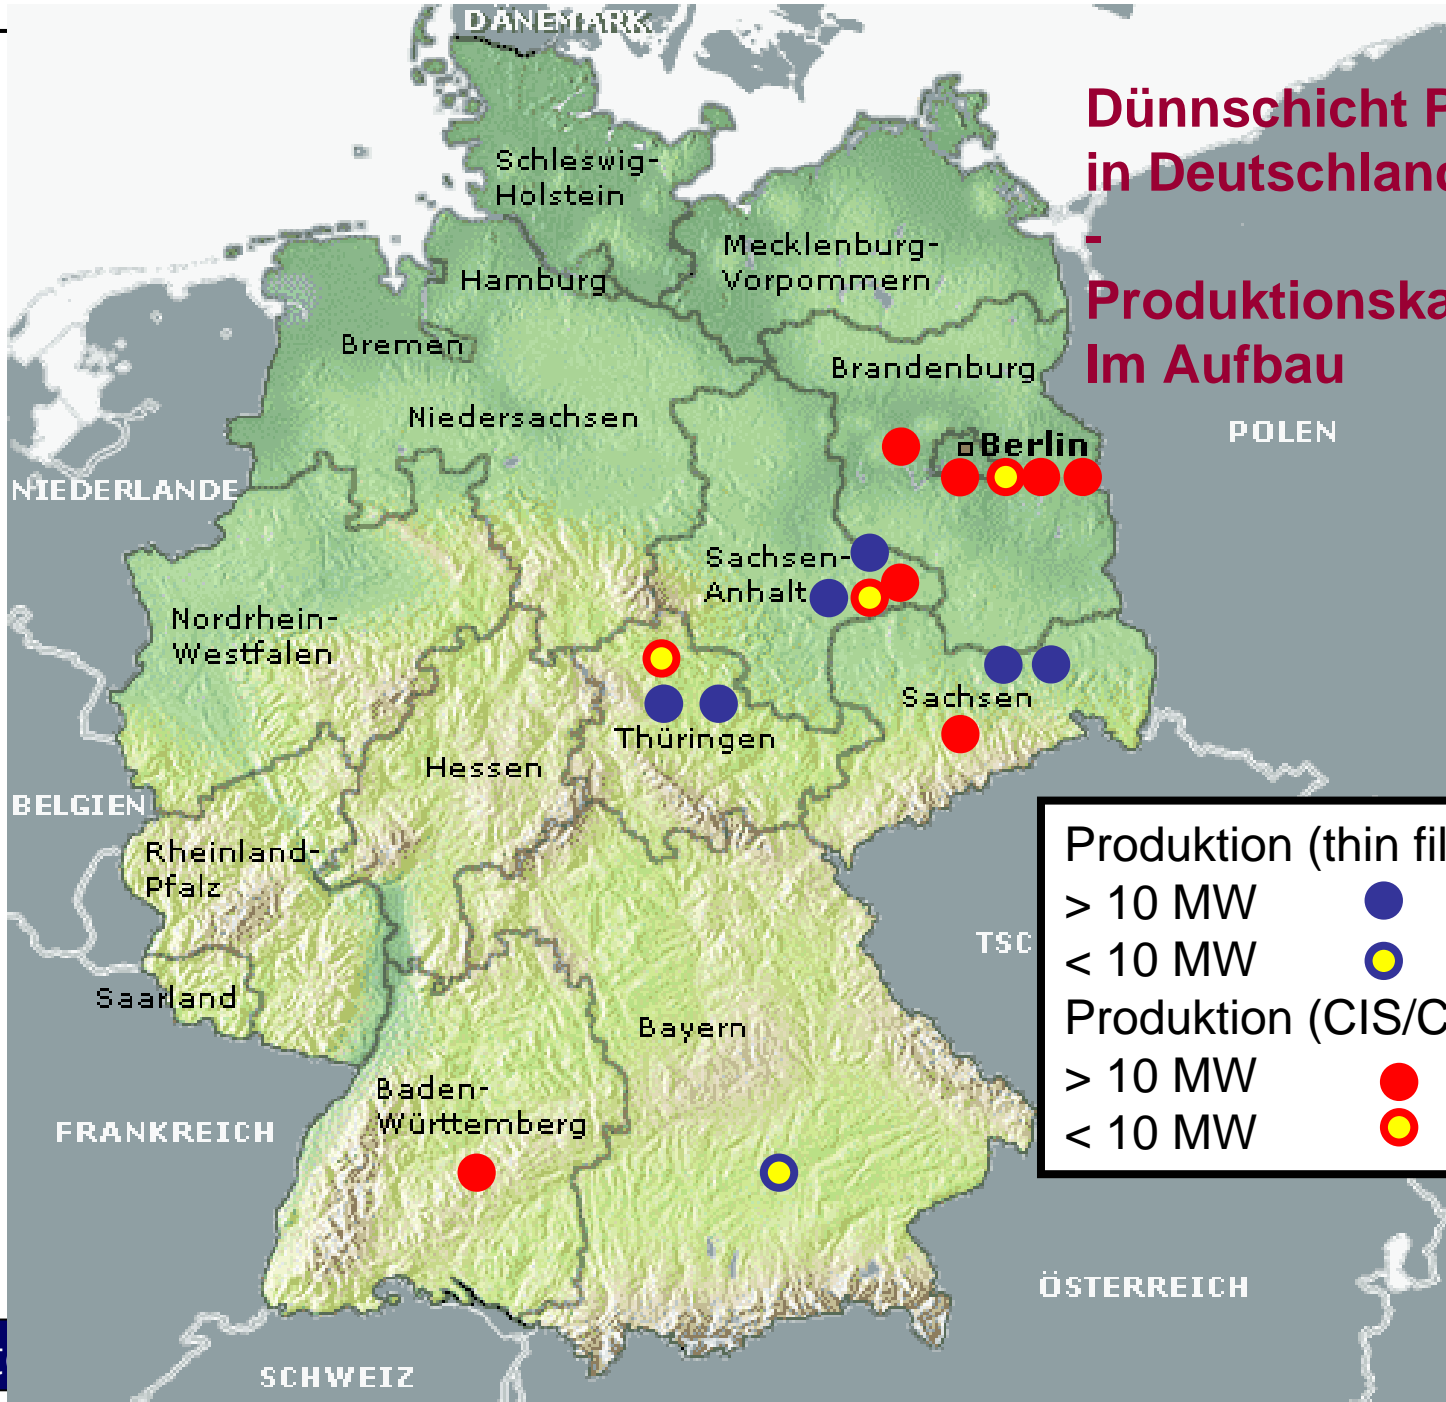 DÄNEMARK
Dünnschicht P
in Deutschland
-
Produktionska
Im Aufbau
Schleswig-
Holstein
Mecklenburg-
Vorpommern
Hamburg
Bremen
Brandenburg
Niedersachsen
POLEN
Berlin
NIEDERLANDE
Sachsen-
Anhalt
Nordrhein-
Westfalen
Sachsen
Thüringen
Hessen
BELGIEN
Rheinland-
Pfalz
Produktion (thin fil
> 10 MW
< 10 MW
Produktion (CIS/C
> 10 MW
< 10 MW
TSC
Saarland
Bayern
Baden-
Württemberg
FRANKREICH
ÖSTERREICH
SCHWEIZ